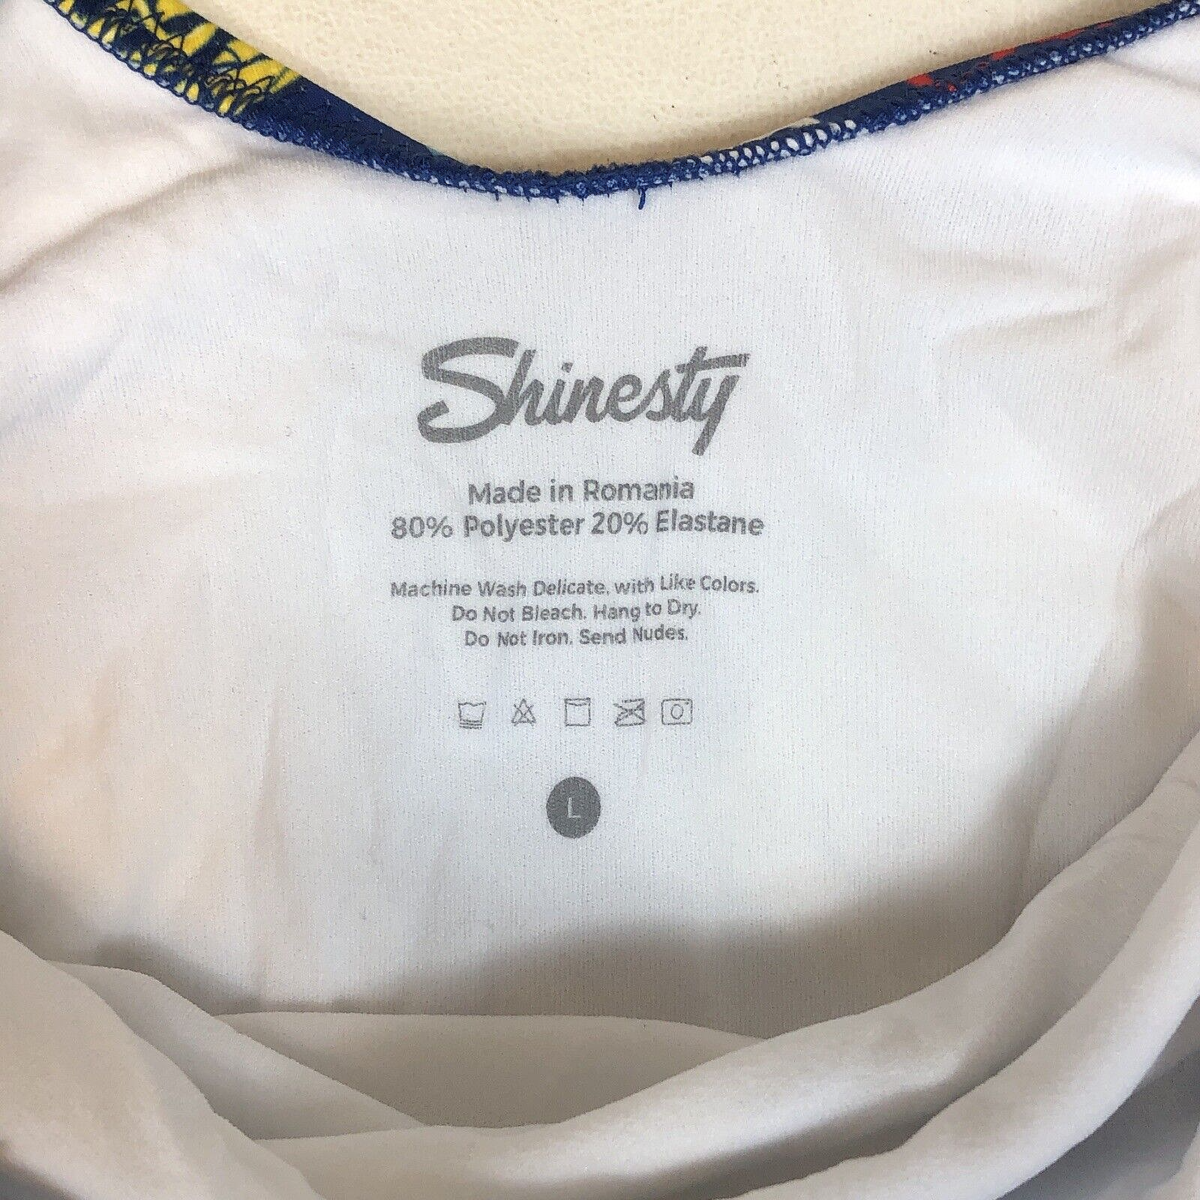 Shinesty
Made in Romania
80% Polyester 20% Elastane
Machine Wash Delicate, with Like Colors.
Do Not Bleach. Hang to Dry.
Do Not Iron. Send Nudes.
L